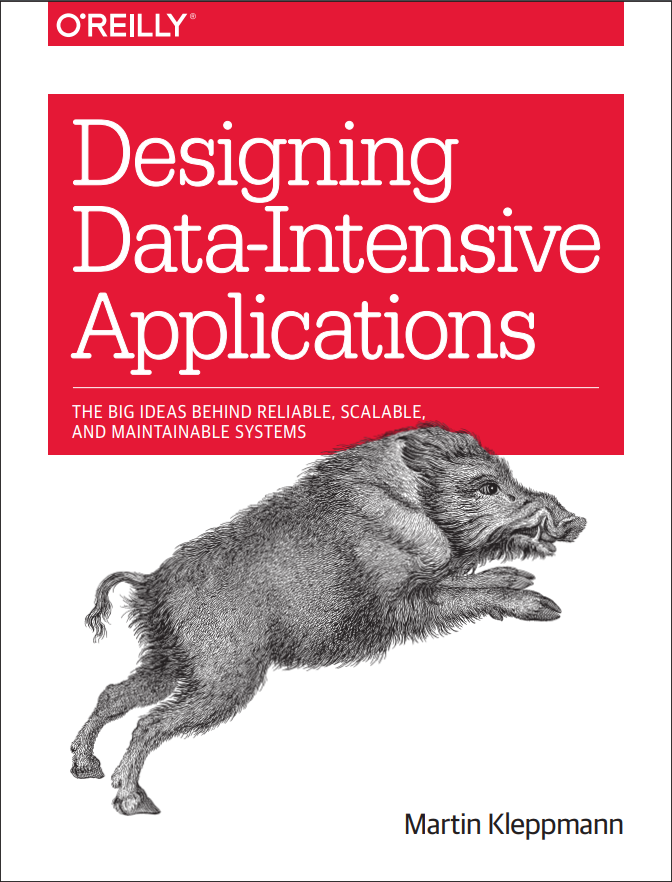 O'REILLY®
Designing
Data-Intensive
Applications
THE BIG IDEAS BEHIND RELIABLE, SCALABLE,
AND MAINTAINABLE SYSTEMS
Martin Kleppmann